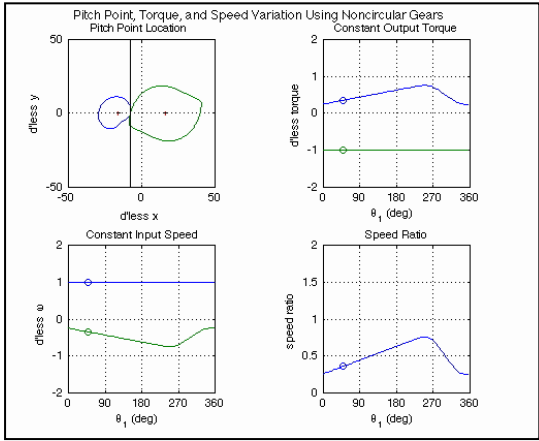 Pitch Point, Torque, and Speed Variation Using Noncircular Gears
Pitch Point Location
50
0
-50
-50
0
50
d'less y
d'less x
Constant Output Torque
2
1
0
-1
-2
0
90
180
270
360
d'less torque
θ1 (deg)
Constant Input Speed
2
1
0
-1
-2
0
90
180
270
360
d'less ω
θ1 (deg)
Speed Ratio
2
1.5
1
0.5
0
0
90
180
270
360
speed ratio
θ1 (deg)